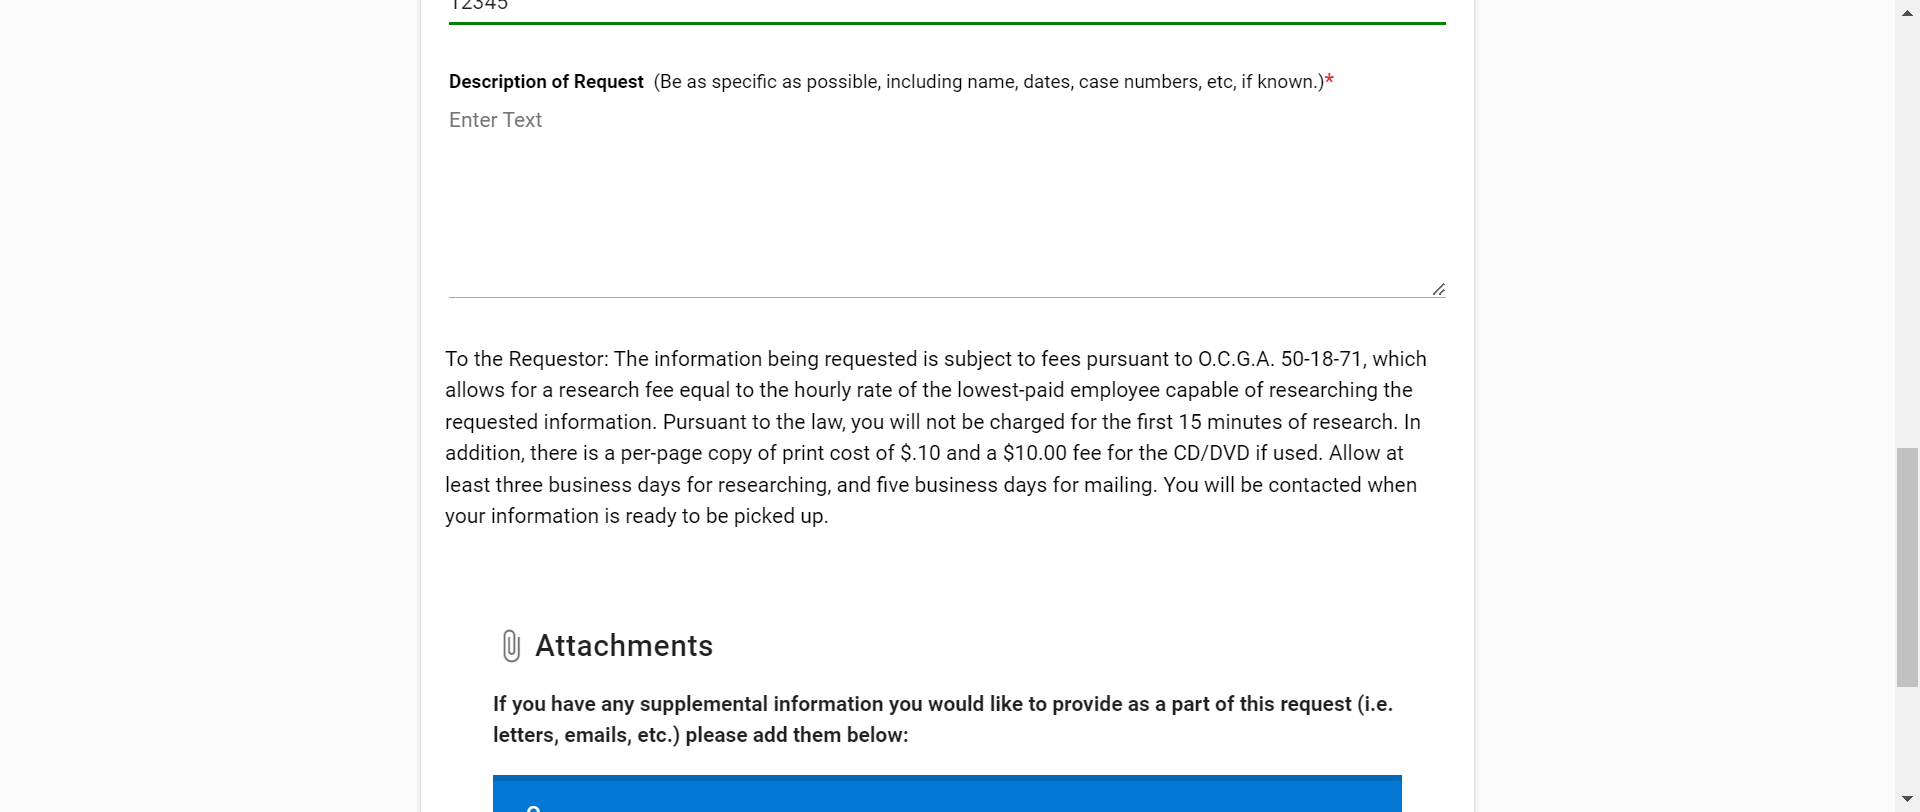 12345
Description of Request (Be as specific as possible, including name, dates, case numbers, etc, if known.)*
Enter Text
To the Requestor: The information being requested is subject to fees pursuant to O.C.G.A. 50-18-71, which
allows for a research fee equal to the hourly rate of the lowest-paid employee capable of researching the
requested information. Pursuant to the law, you will not be charged for the first 15 minutes of research. In
addition, there is a per-page copy of print cost of $.10 and a $10.00 fee for the CD/DVD if used. Allow at
least three business days for researching, and five business days for mailing. You will be contacted when
your information is ready to be picked up.
Attachments
If you have any supplemental information you would like to provide as a part of this request (i.e.
letters, emails, etc.) please add them below: